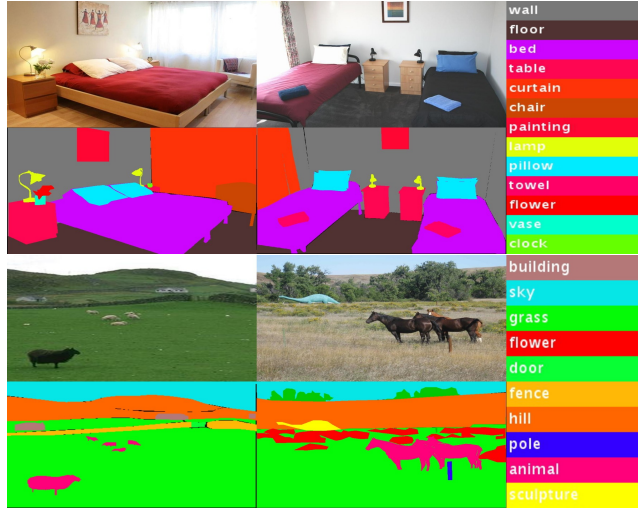 wall
floor
bed
table
curtain
chair
painting
lamp
pillow
towel
flower
vase
clock
building
sky
grass
flower
door
fence
hill
pole
animal
sculpture